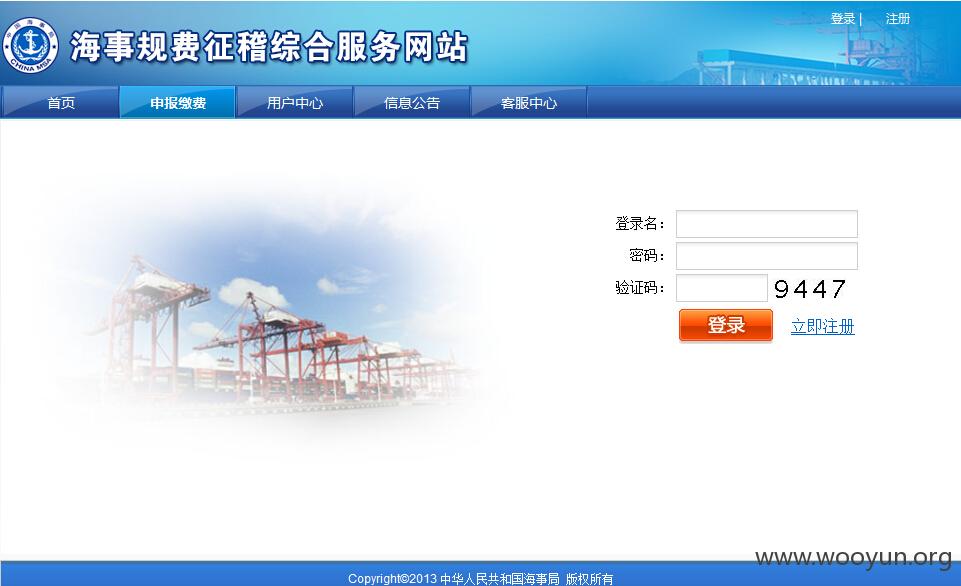 登录 | 注册
中国海事局
CHINA MSA
海事规费征稽综合服务网站
首页 申报缴费 用户中心 信息公告 客服中心
登录名：
密码：
验证码： 9447
登录 立即注册
www.wooyun.org
Copyright©2013 中华人民共和国海事局 版权所有